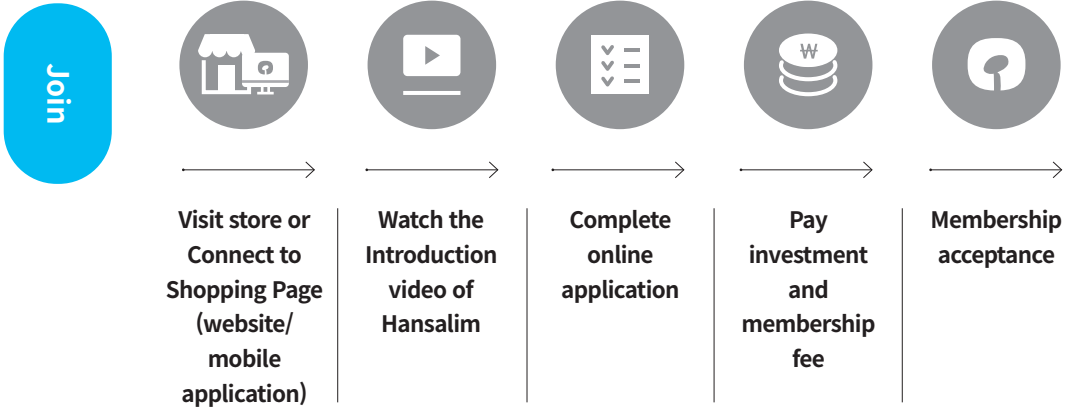 Join
Visit store or
Connect to
Shopping Page
(website/
mobile
application)
Watch the
Introduction
video of
Hansalim
Complete
online
application
₩
Pay
investment
and
membership
fee
Membership
acceptance